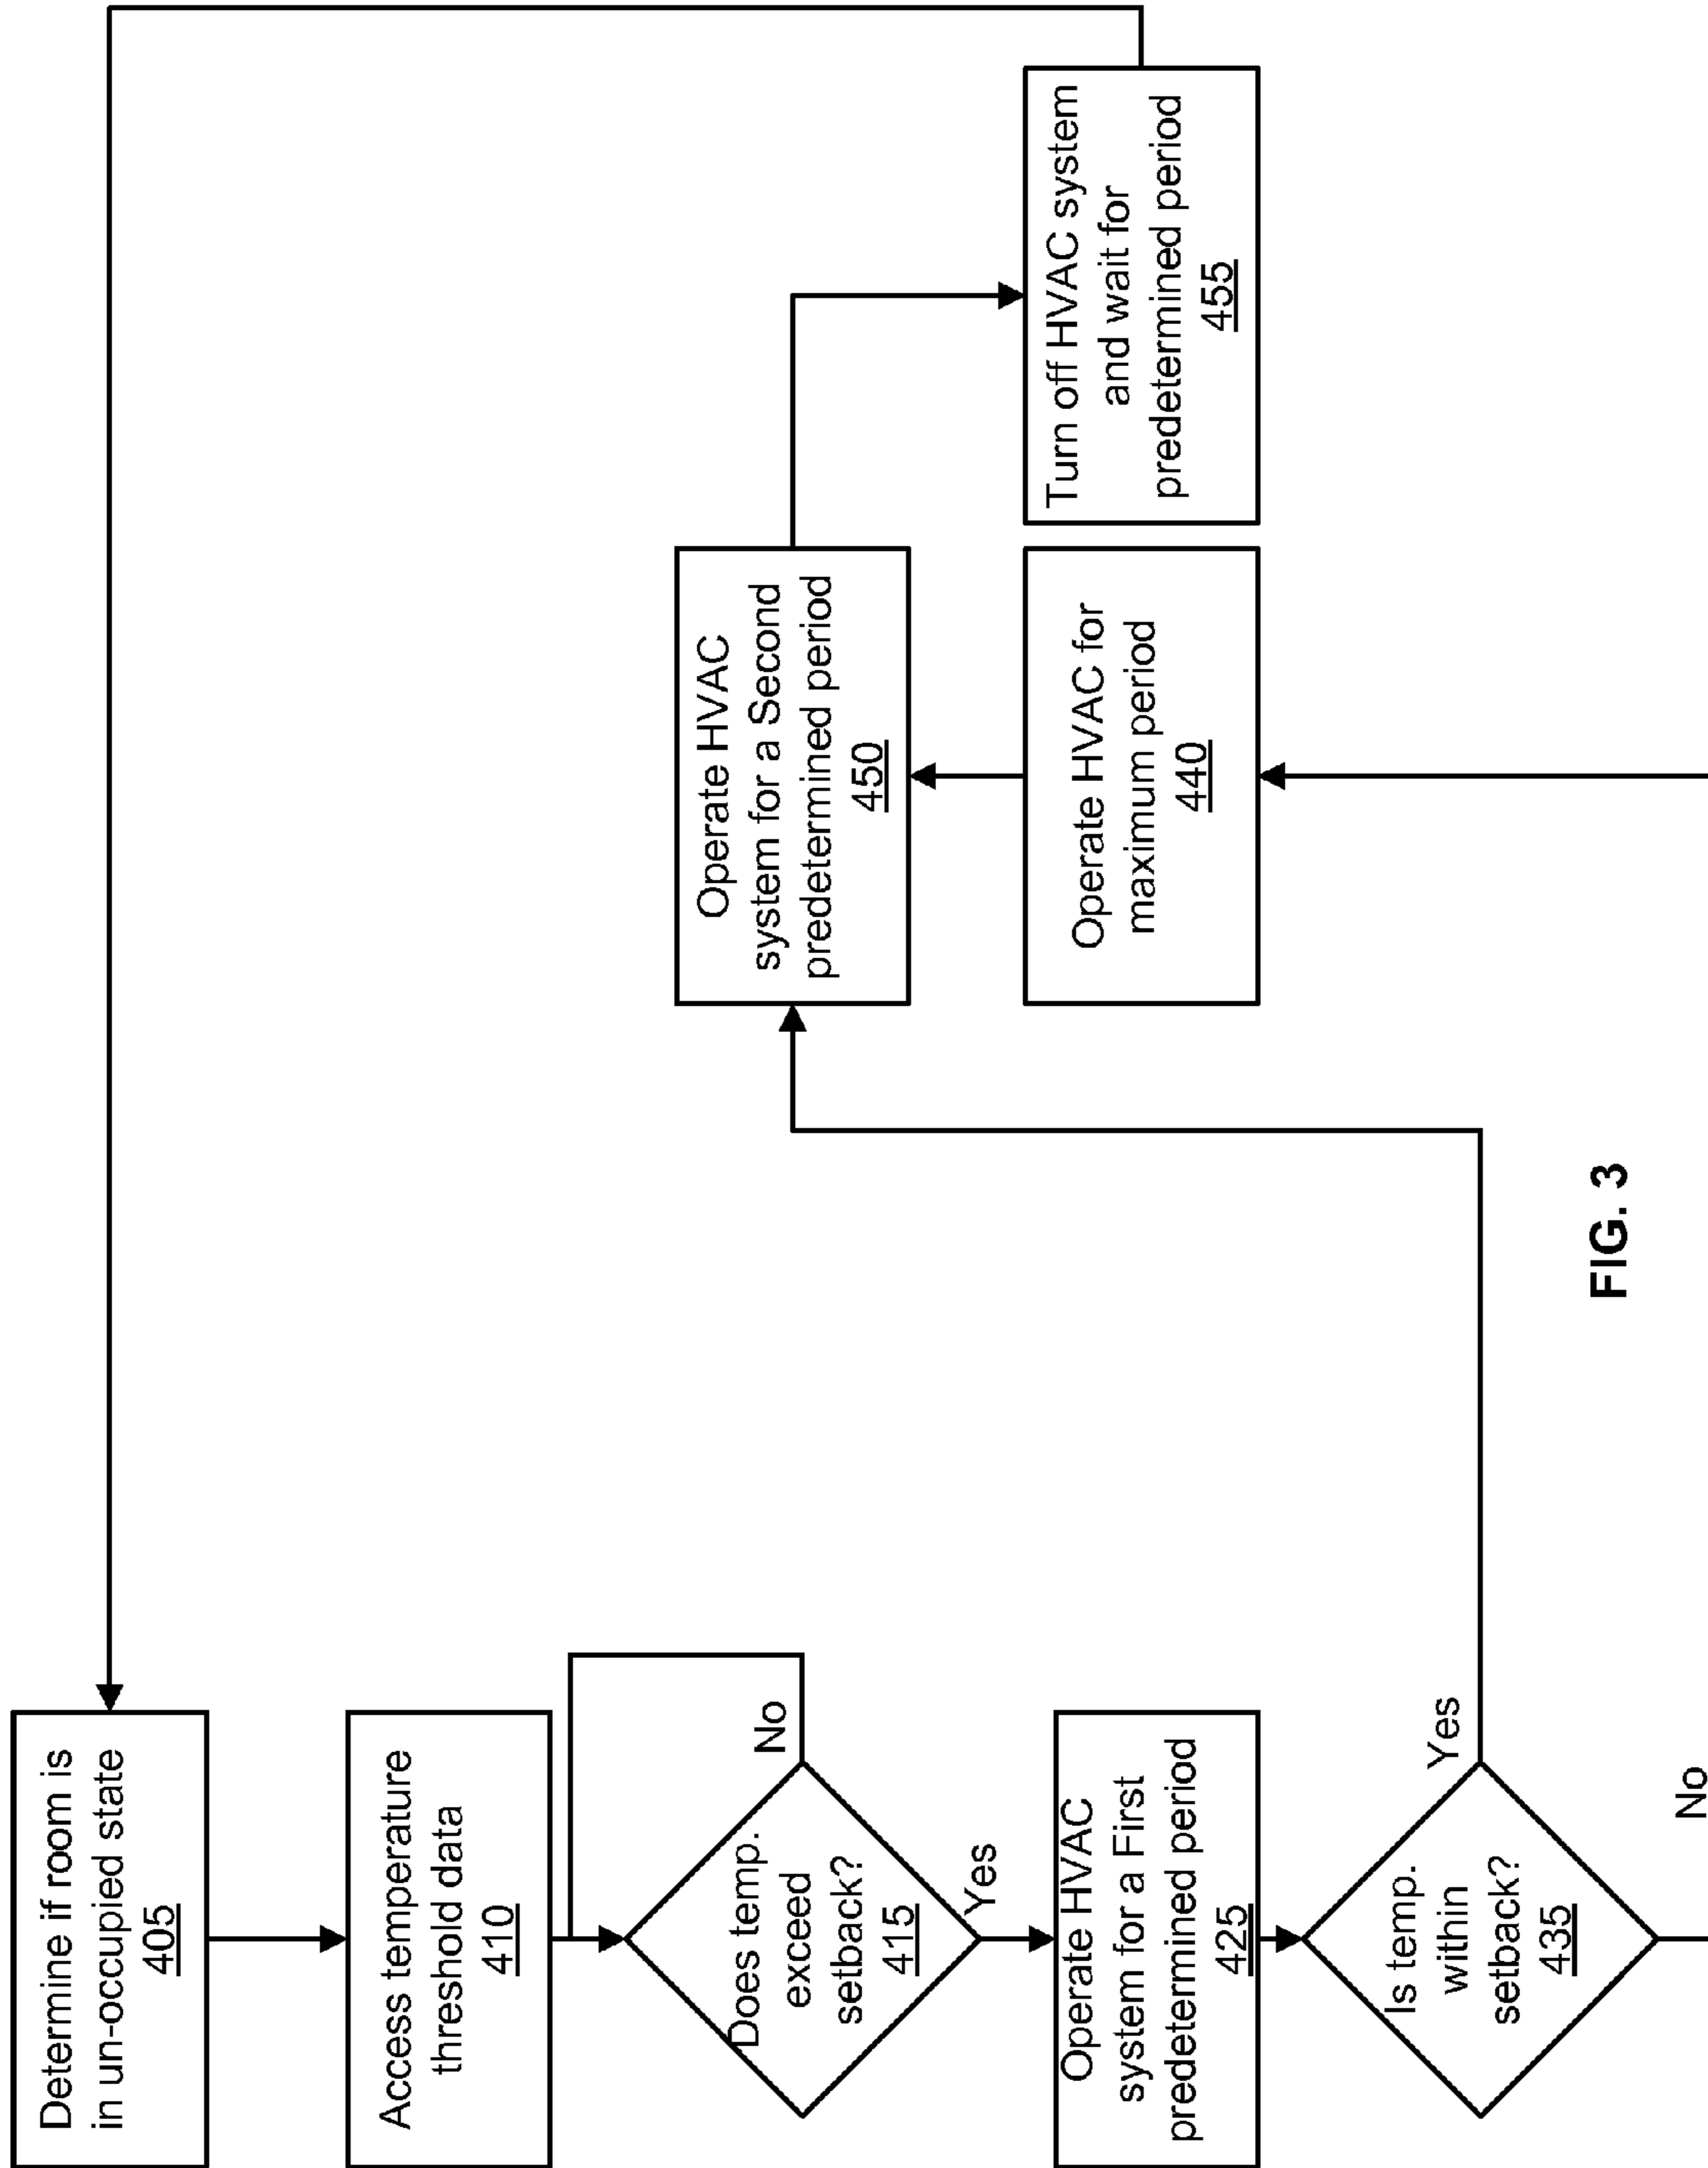 Determine if room is
in un-occupied state
405
Access temperature
threshold data
410
Does temp.
exceed
setback?
415
No
Yes
Operate HVAC
system for a First
predetermined period
425
Is temp.
within
setback?
435
Yes
No
Operate HVAC
system for a Second
predetermined period
450
Operate HVAC for
maximum period
440
Turn off HVAC system
and wait for
predetermined period
455
FIG. 3